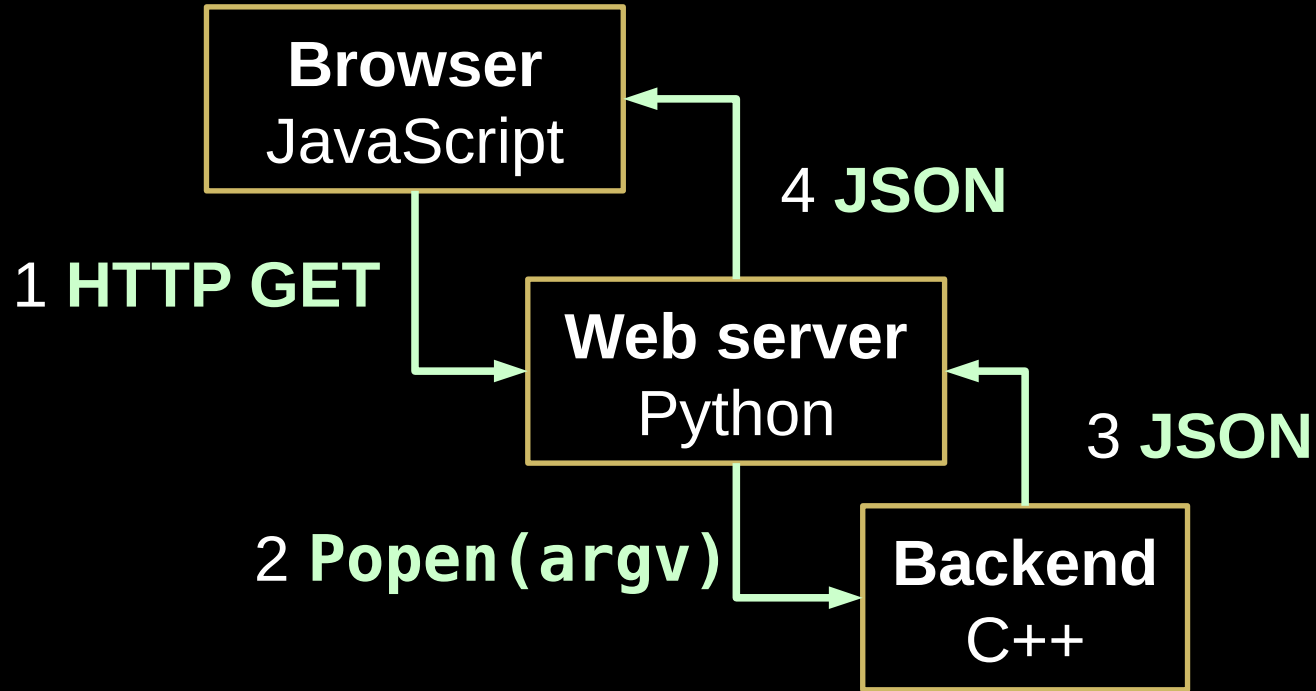 Browser
JavaScript
4 JSON
1 HTTP GET
Web server
Python
3 JSON
2 Popen(argv)
Backend
C++